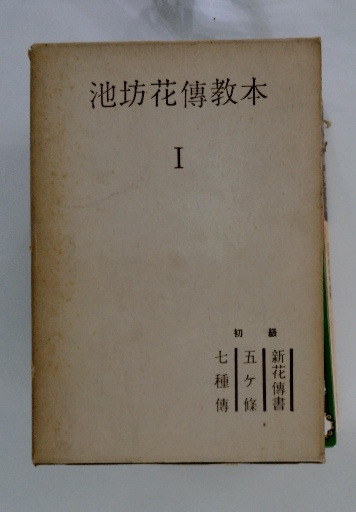 池坊花傳教本
I
初級
新花傳書
五ケ條
七種傳